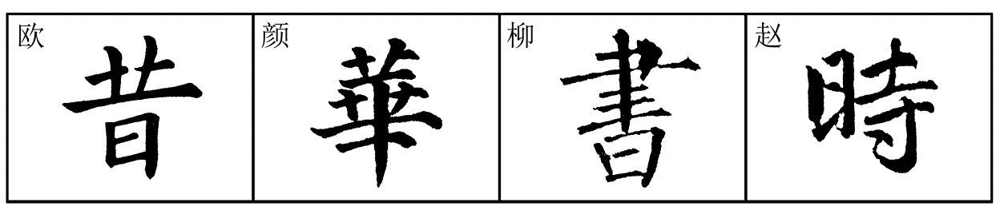 欧 昔 颜 華 柳 書 赵 時